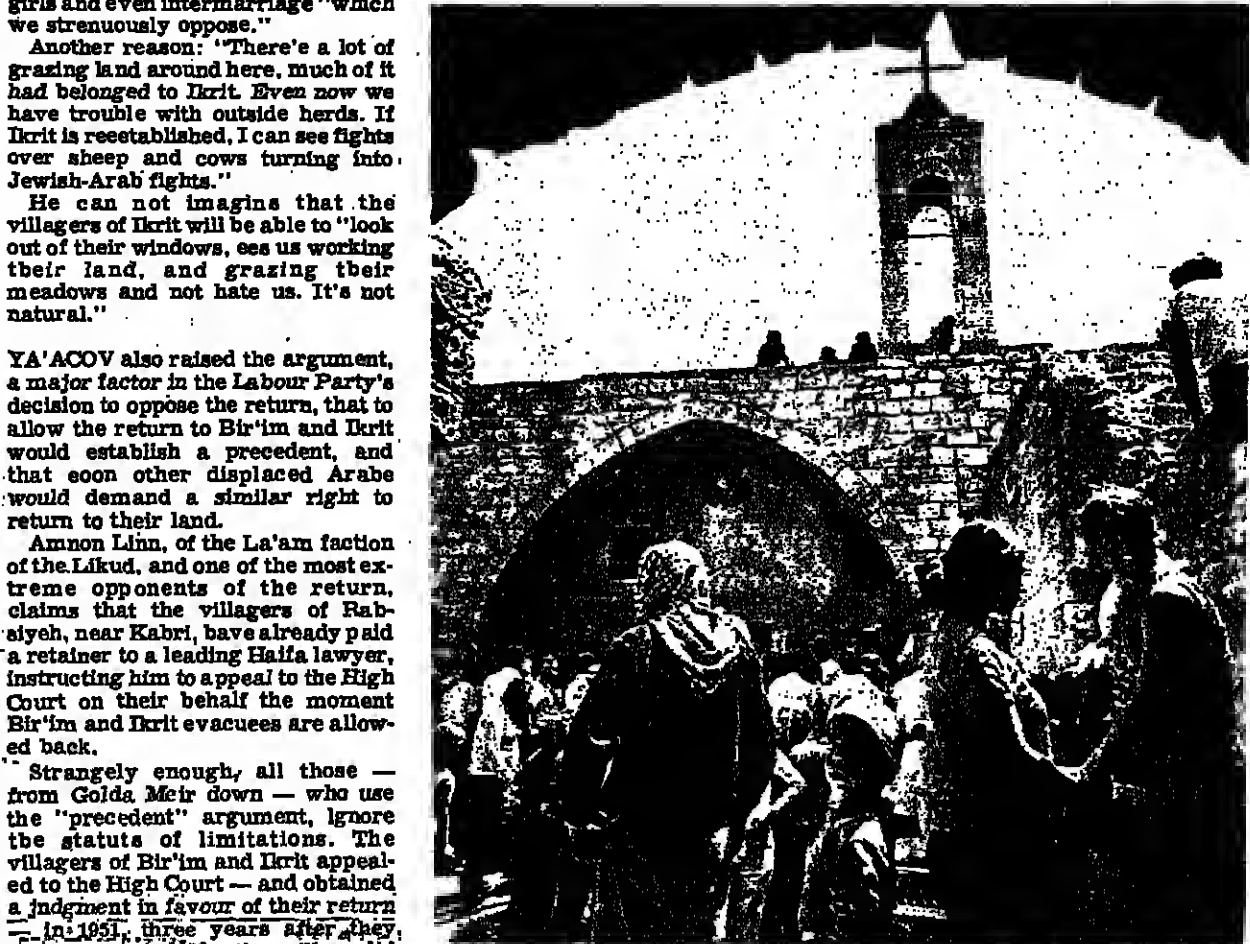 girls and even intermarriage "which
we strenuously oppose."
Another reason: "There'e a lot of
grazing land around here, much of it
had belonged to Ikrit. Even now we
have trouble with outside herds. If
Ikrit is reeetablished, I can see fights
over sheep and cows turning into
Jewish-Arab fights."
He can not imagine that the
villagers of Ikrit will be able to "look
out of their windows, ees us working
their land, and grazing their
meadows and not hate us. It's not
natural."
YA'ACOV also raised the argument,
a major factor in the Labour Party's
decision to oppose the return, that to
allow the return to Bir'im and Ikrit
would establish a precedent, and
that eoon other displaced Arabe
would demand a similar right to
return to their land.
Amnon Linn, of the La'am faction
of the Likud, and one of the most ex-
treme opponents of the return,
claims that the villagers of Rab-
siyeh, near Kabri, bave already paid
a retainer to a leading Haifa lawyer,
instructing him to appeal to the High
Court on their behalf the moment
Bir'im and Ikrit evacuees are allow-
ed back.
Strangely enough, all those —
from Golda Meir down — who use
the "precedent" argument, ignore
tbe statuts of limitations. The
villagers of Bir'im and Ikrit appeal-
ed to the High Court — and obtained
a judgment in favour of their return
— in 1951, three years after they